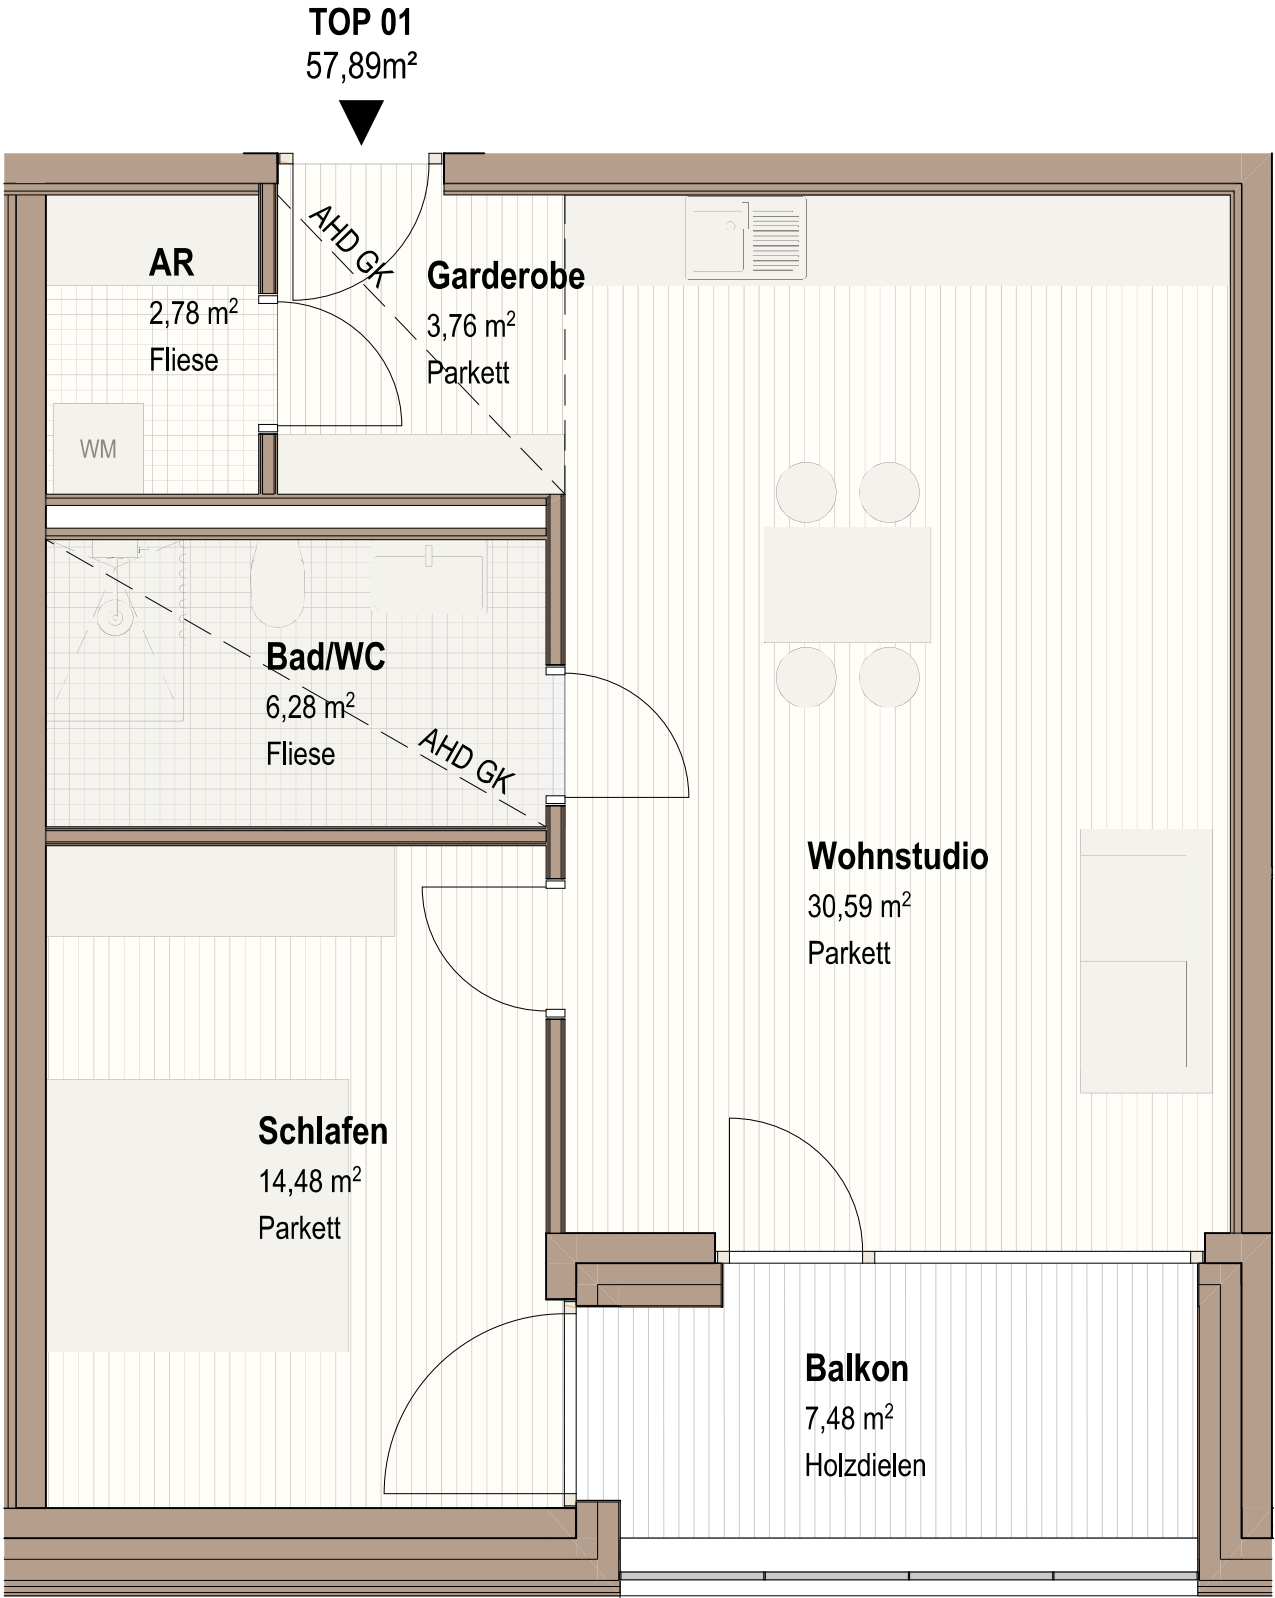 TOP 01
57,89m²
AHD GK
AR
2,78 m²
Fliese
Garderobe
3,76 m²
Parkett
WM
Bad/WC
6,28 m²
Fliese
AHD GK
Wohnstudio
30,59 m²
Parkett
Schlafen
14,48 m²
Parkett
Balkon
7,48 m²
Holzdielen